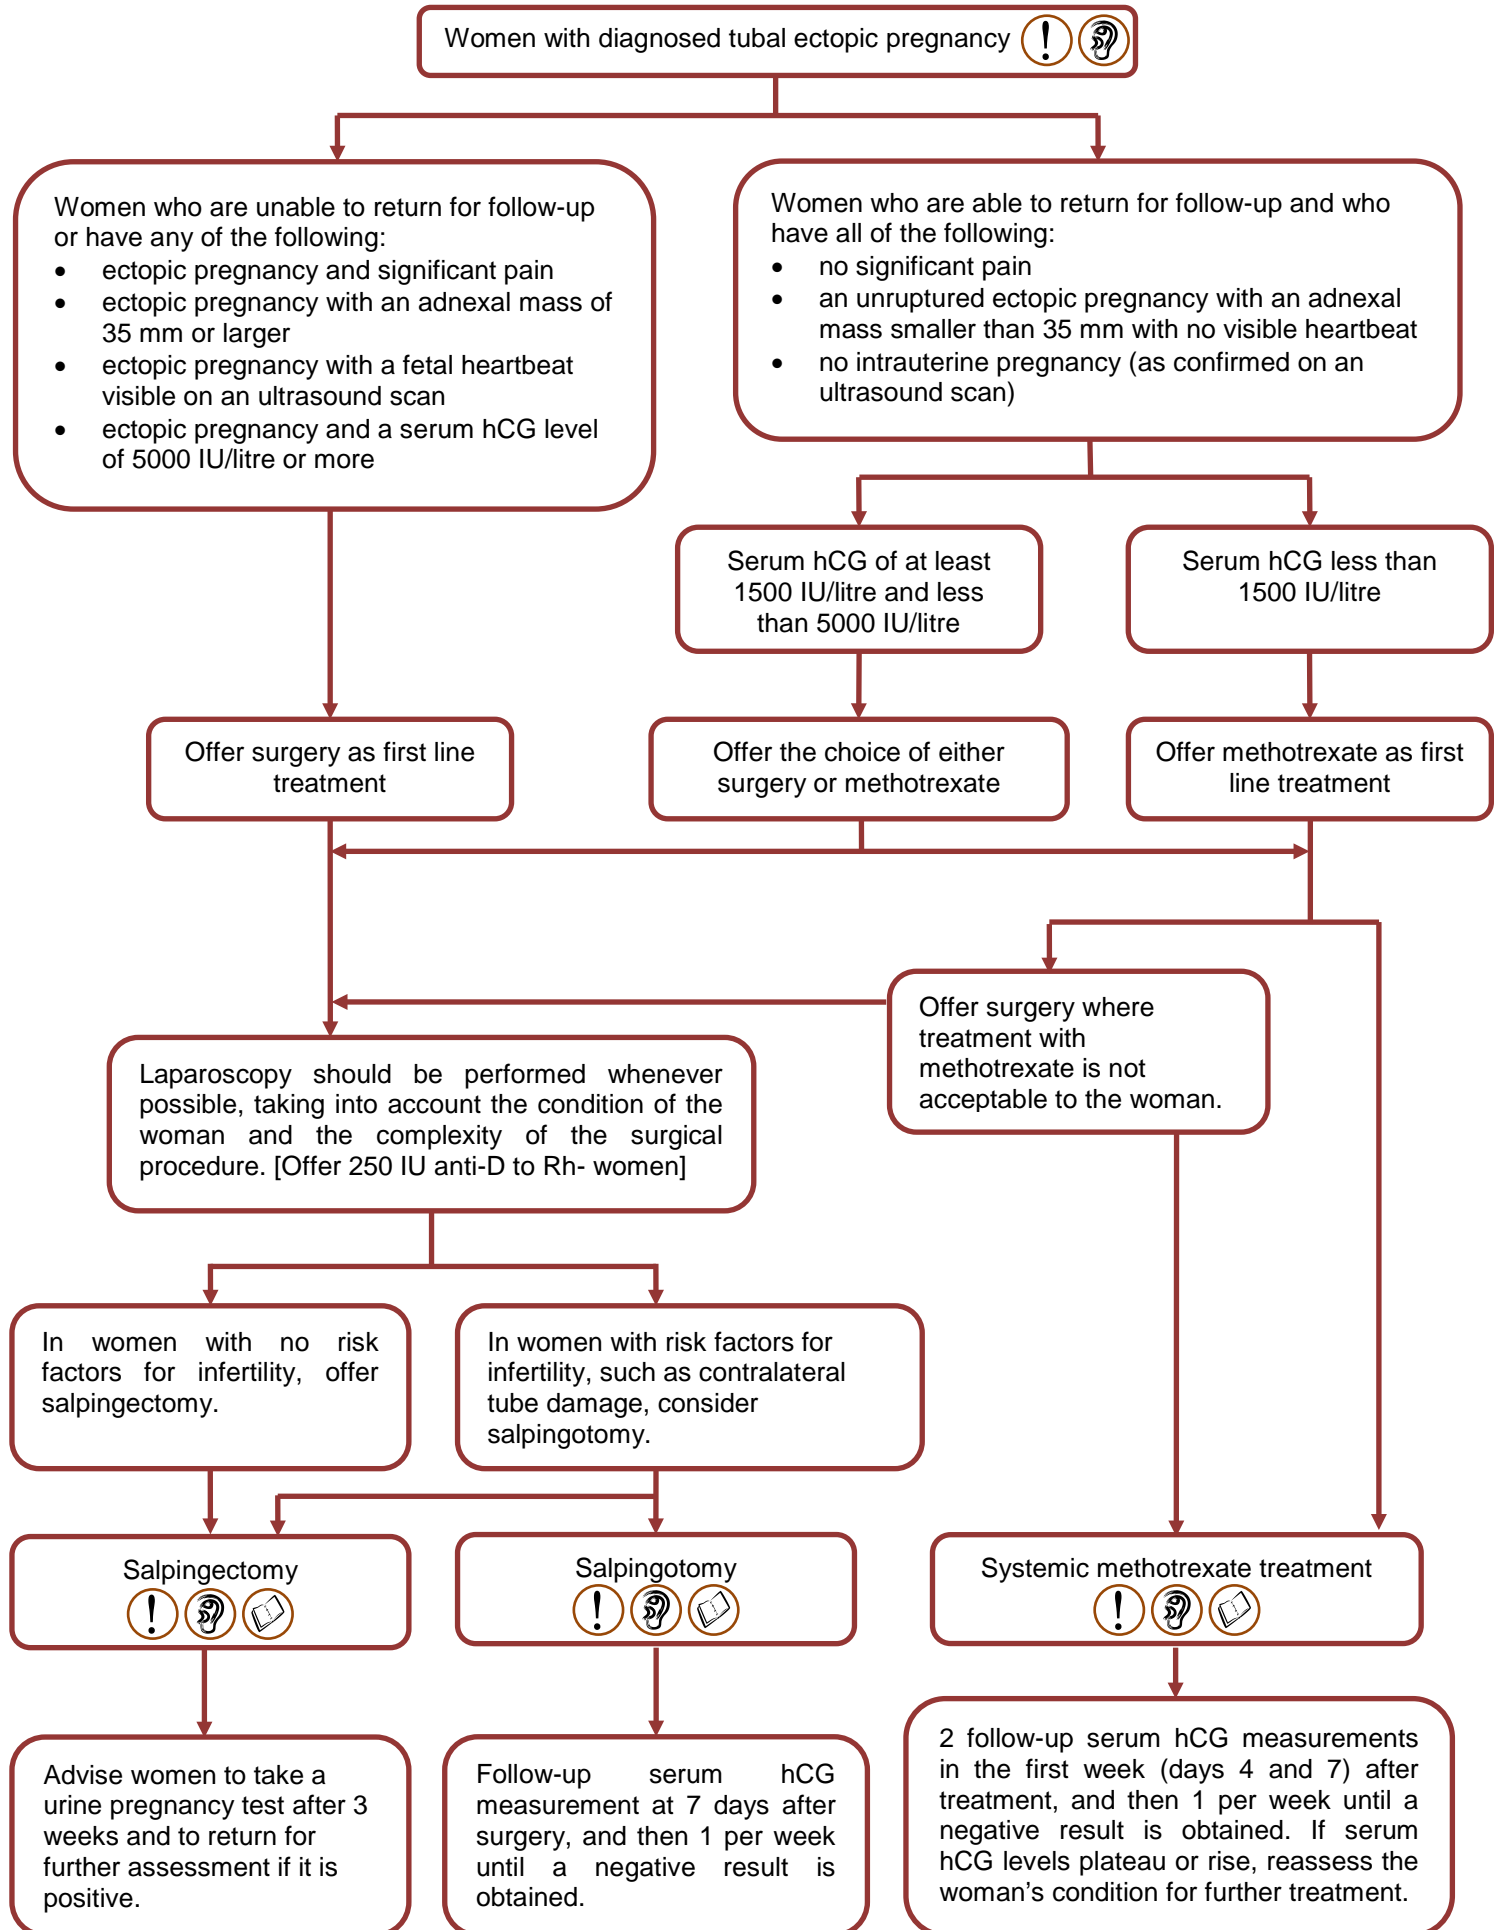 Women with diagnosed tubal ectopic pregnancy
Women who are unable to return for follow-up
or have any of the following:
• ectopic pregnancy and significant pain
• ectopic pregnancy with an adnexal mass of
35 mm or larger
• ectopic pregnancy with a fetal heartbeat
visible on an ultrasound scan
• ectopic pregnancy and a serum hCG level
of 5000 IU/litre or more
Women who are able to return for follow-up and who
have all of the following:
• no significant pain
• an unruptured ectopic pregnancy with an adnexal
mass smaller than 35 mm with no visible heartbeat
• no intrauterine pregnancy (as confirmed on an
ultrasound scan)
Serum hCG of at least
1500 IU/litre and less
than 5000 IU/litre
Serum hCG less than
1500 IU/litre
Offer surgery as first line
treatment
Offer the choice of either
surgery or methotrexate
Offer methotrexate as first
line treatment
Offer surgery where
treatment with
methotrexate is not
acceptable to the woman.
Laparoscopy should be performed whenever
possible, taking into account the condition of the
woman and the complexity of the surgical
procedure. [Offer 250 IU anti-D to Rh- women]
In women with no risk
factors for infertility, offer
salpingectomy.
In women with risk factors for
infertility, such as contralateral
tube damage, consider
salpingotomy.
Salpingectomy
Salpingotomy
Systemic methotrexate treatment
Advise women to take a
urine pregnancy test after 3
weeks and to return for
further assessment if it is
positive.
Follow-up serum hCG
measurement at 7 days after
surgery, and then 1 per week
until a negative result is
obtained.
2 follow-up serum hCG measurements
in the first week (days 4 and 7) after
treatment, and then 1 per week until a
negative result is obtained. If serum
hCG levels plateau or rise, reassess the
woman's condition for further treatment.